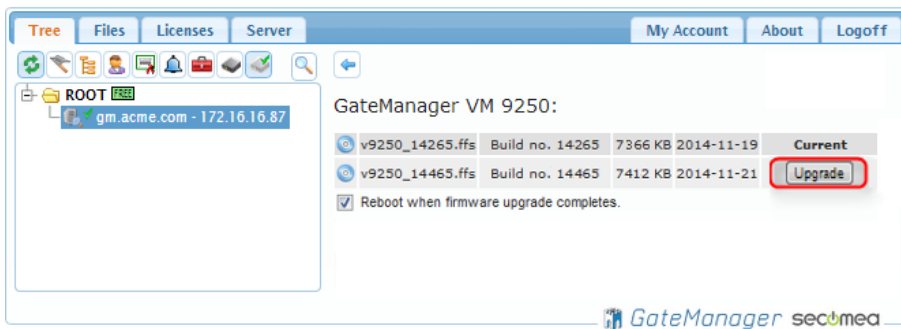 Tree Files Licenses Server My Account About Logoff
ROOT FREE
gm.acme.com - 172.16.16.87
GateManager VM 9250:
v9250_14265.ffs Build no. 14265 7366 KB 2014-11-19 Current
v9250_14465.ffs Build no. 14465 7412 KB 2014-11-21 Upgrade
Reboot when firmware upgrade completes.
GateManager secomea